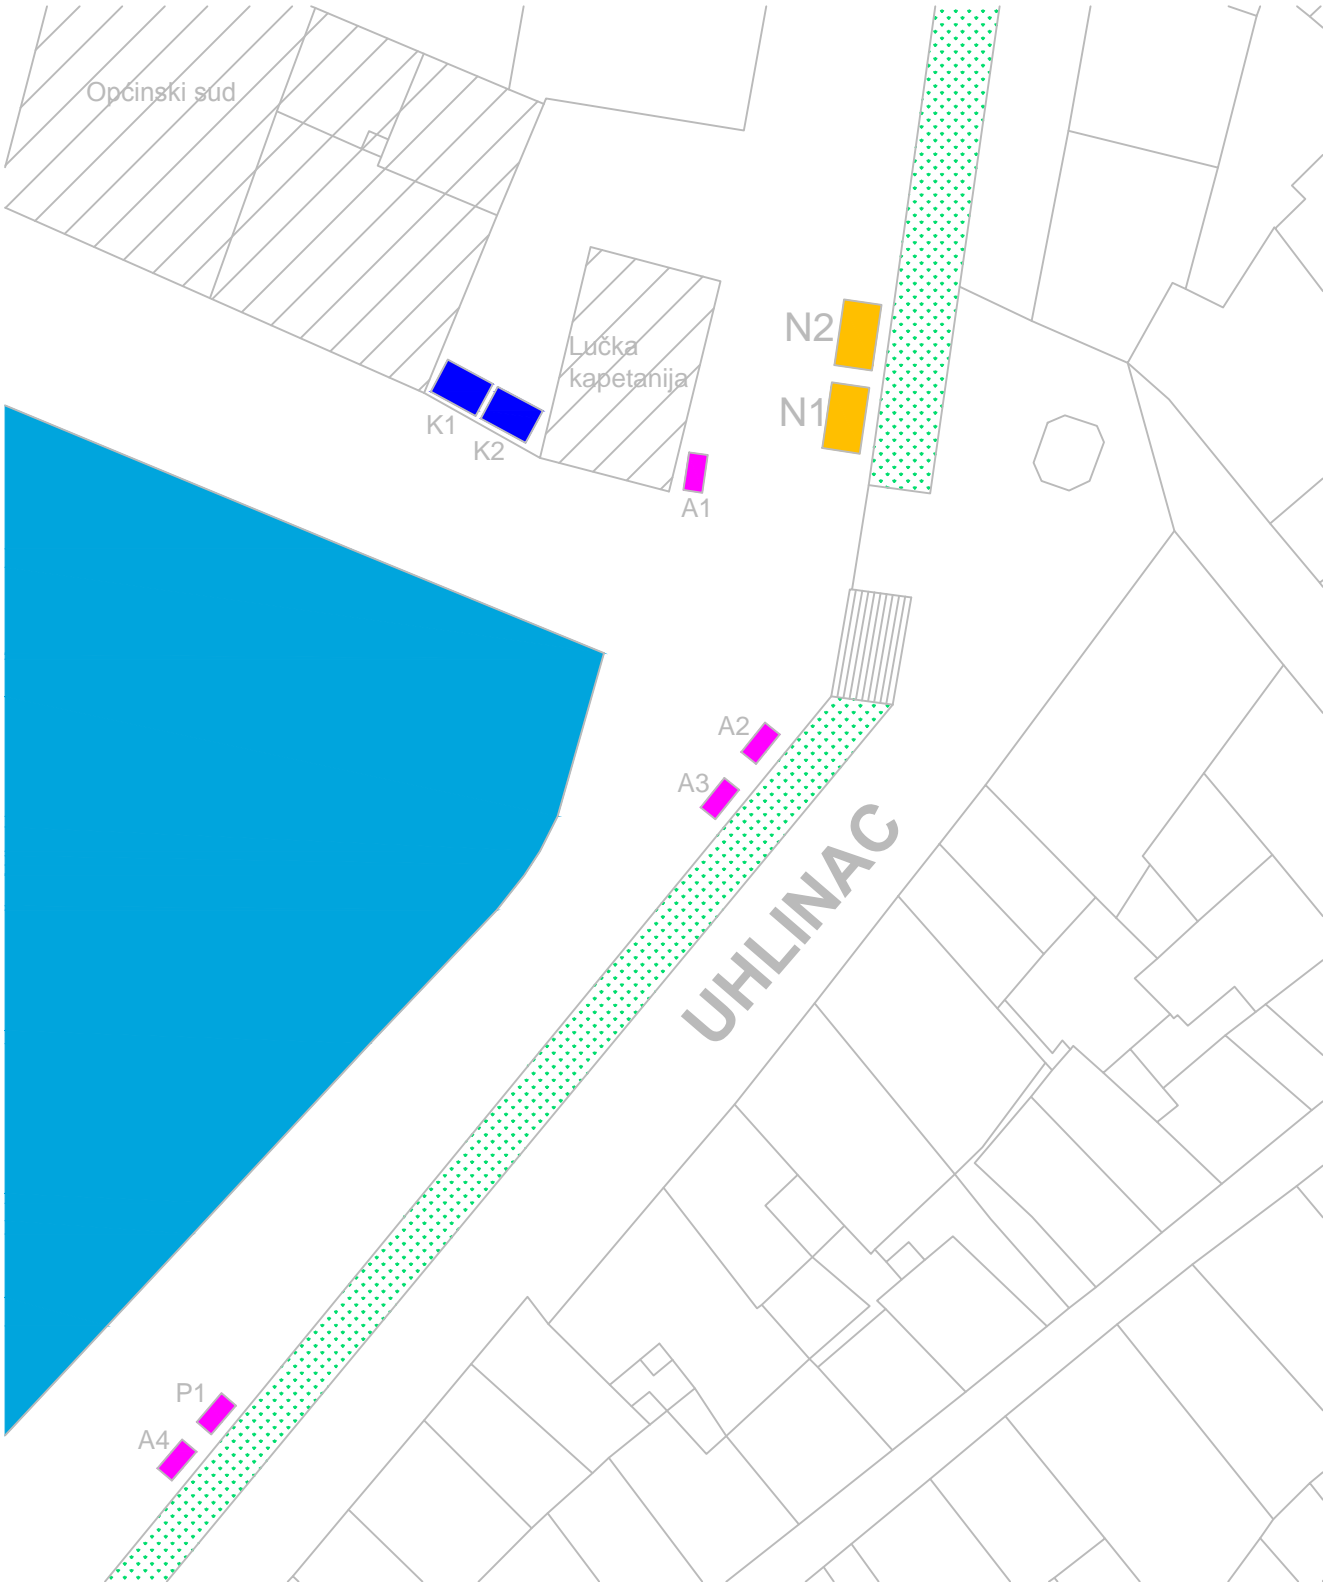 Općinski sud
N2
Lučka
kapetanija
N1
K1
K2
A1
A2
A3
UHLINAC
P1
A4